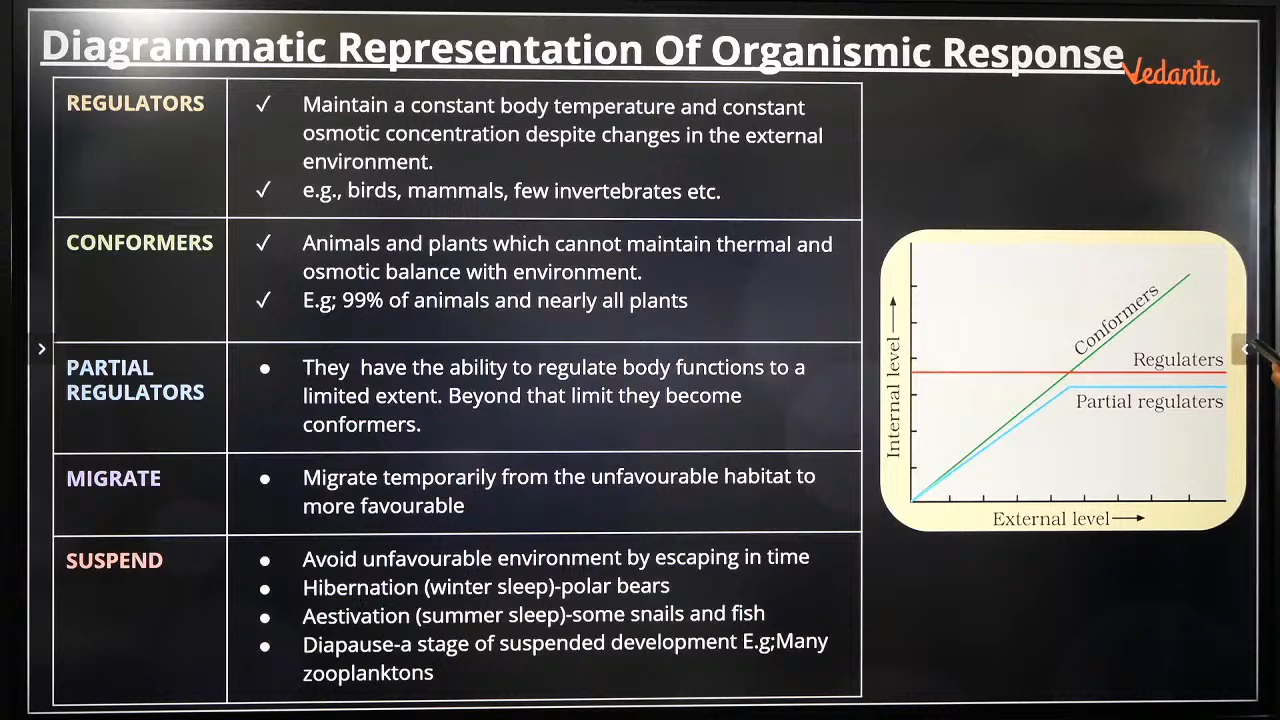 Diagrammatic Representation Of Organismic Response
Vedantu
REGULATORS
✓ Maintain a constant body temperature and constant
osmotic concentration despite changes in the external
environment.
✓ e.g., birds, mammals, few invertebrates etc.
CONFORMERS
✓ Animals and plants which cannot maintain thermal and
osmotic balance with environment.
✓ E.g; 99% of animals and nearly all plants
PARTIAL
REGULATORS
● They have the ability to regulate body functions to a
limited extent. Beyond that limit they become
conformers.
MIGRATE
● Migrate temporarily from the unfavourable habitat to
more favourable
SUSPEND
● Avoid unfavourable environment by escaping in time
● Hibernation (winter sleep)-polar bears
● Aestivation (summer sleep)-some snails and fish
● Diapause-a stage of suspended development E.g;Many
zooplanktons
Internal level
Conformers
Regulaters
Partial regulaters
External level